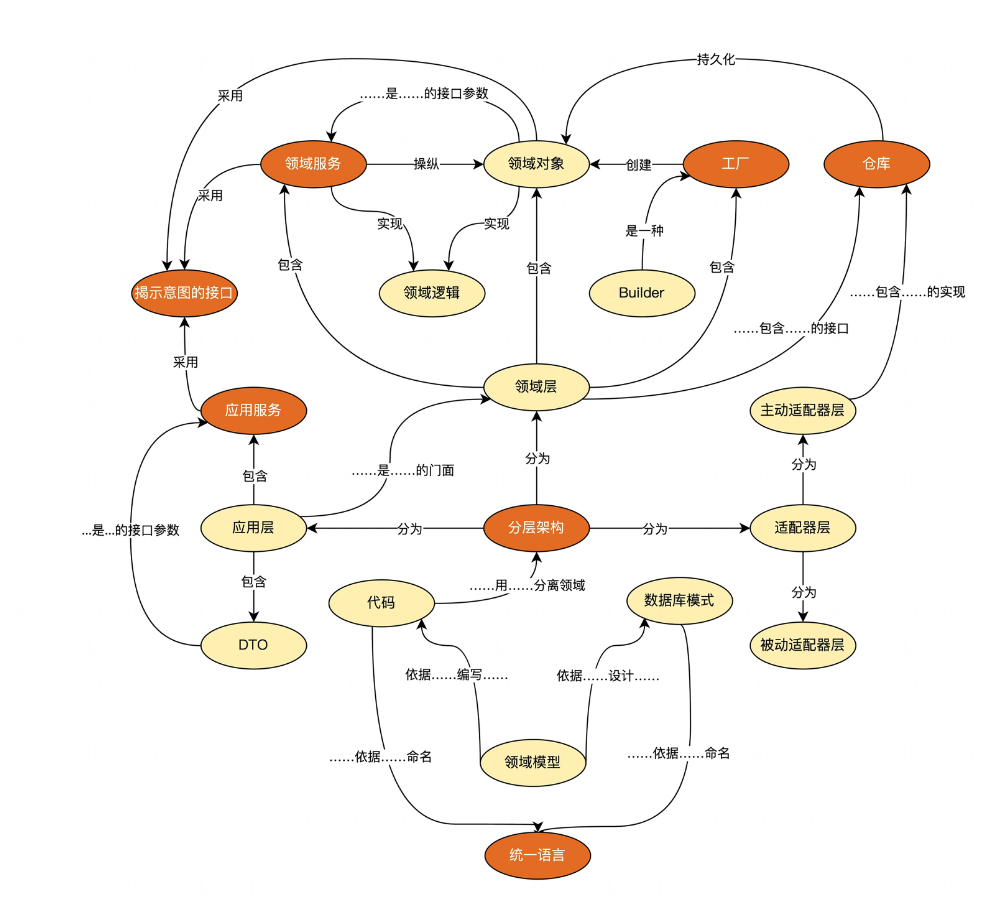 持久化
采用
……是……的接口参数
领域服务
操纵
领域对象
创建
工厂
仓库
采用
实现
实现
是一种
包含
包含
包含
揭示意图的接口
领域逻辑
Builder
……包含……的实现
……包含……的接口
采用
领域层
应用服务
主动适配器层
分为
……是……的门面
分为
包含
...是...的接口参数
应用层
分为
分层架构
分为
适配器层
包含
……用……分离领域
分为
代码
数据库模式
DTO
被动适配器层
依据……编写……
依据……设计……
……依据……命名
……依据……命名
领域模型
统一语言